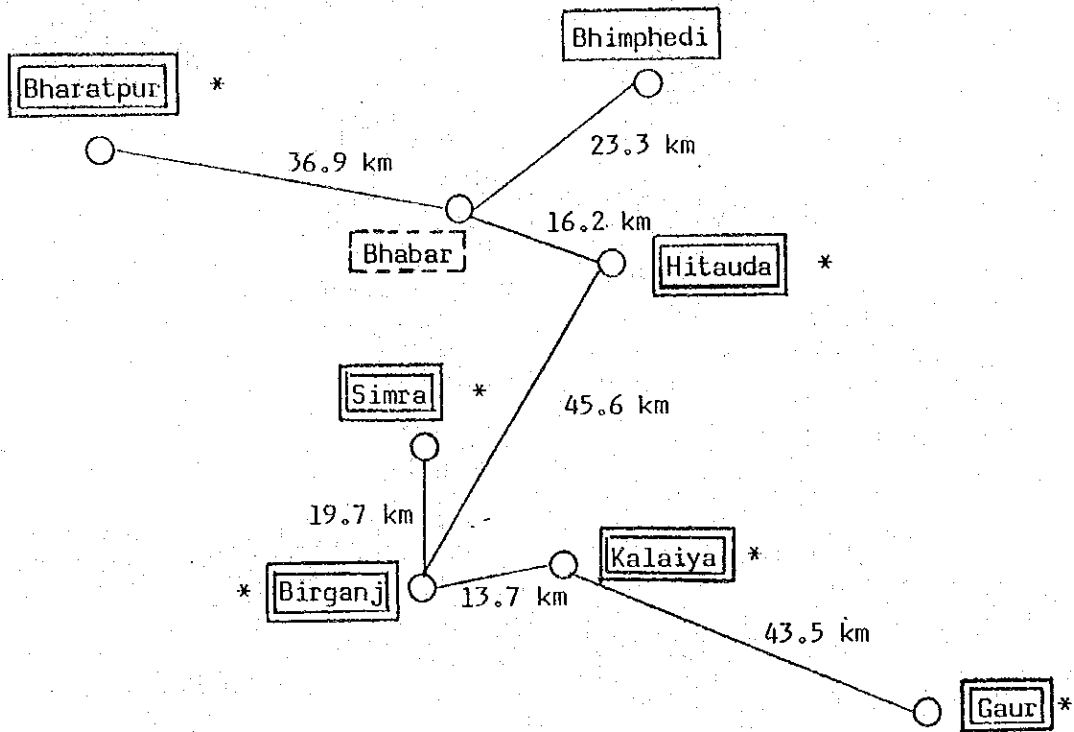 Bhimphedi
Bharatpur *
23.3 km
36.9 km
16.2 km
Bhabar
Hitauda *
Simra *
45.6 km
19.7 km
Kalaiya *
* Birganj
13.7 km
43.5 km
Gaur *